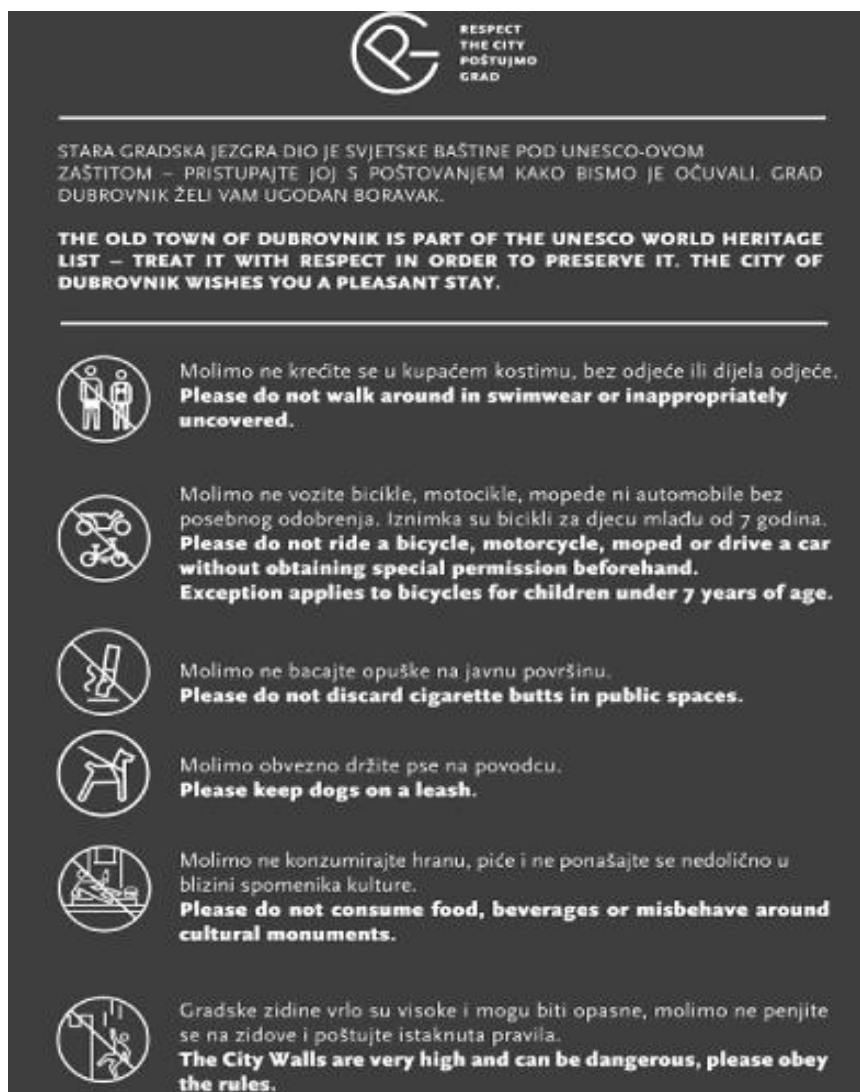 RESPECT
THE CITY
POŠTUJMO
GRAD
STARA GRADSKA JEZGRA DIO JE SVJETSKE BAŠTINE POD UNESCO-OVOM
ZAŠTITOM – PRISTUPAJTE JOJ S POŠTOVANJEM KAKO BISMO JE OČUVALI. GRAD
DUBROVNIK ŽELI VAM UGODAN BORAVAK.
THE OLD TOWN OF DUBROVNIK IS PART OF THE UNESCO WORLD HERITAGE
LIST – TREAT IT WITH RESPECT IN ORDER TO PRESERVE IT. THE CITY OF
DUBROVNIK WISHES YOU A PLEASANT STAY.
Molimo ne krećite se u kupaćem kostimu, bez odjeće ili dijela odjeće.
Please do not walk around in swimwear or inappropriately
uncovered.
Molimo ne vozite bicikle, motocikle, mopede ni automobile bez
posebnog odobrenja. Iznimka su bicikli za djecu mlađu od 7 godina.
Please do not ride a bicycle, motorcycle, moped or drive a car
without obtaining special permission beforehand.
Exception applies to bicycles for children under 7 years of age.
Molimo ne bacajte opuške na javnu površinu.
Please do not discard cigarette butts in public spaces.
Molimo obvezno držite pse na povodcu.
Please keep dogs on a leash.
Molimo ne konzumirajte hranu, piće i ne ponašajte se nedolično u
blizini spomenika kulture.
Please do not consume food, beverages or misbehave around
cultural monuments.
Gradske zidine vrlo su visoke i mogu biti opasne, molimo ne penjite
se na zidove i poštujte istaknuta pravila.
The City Walls are very high and can be dangerous, please obey
the rules.